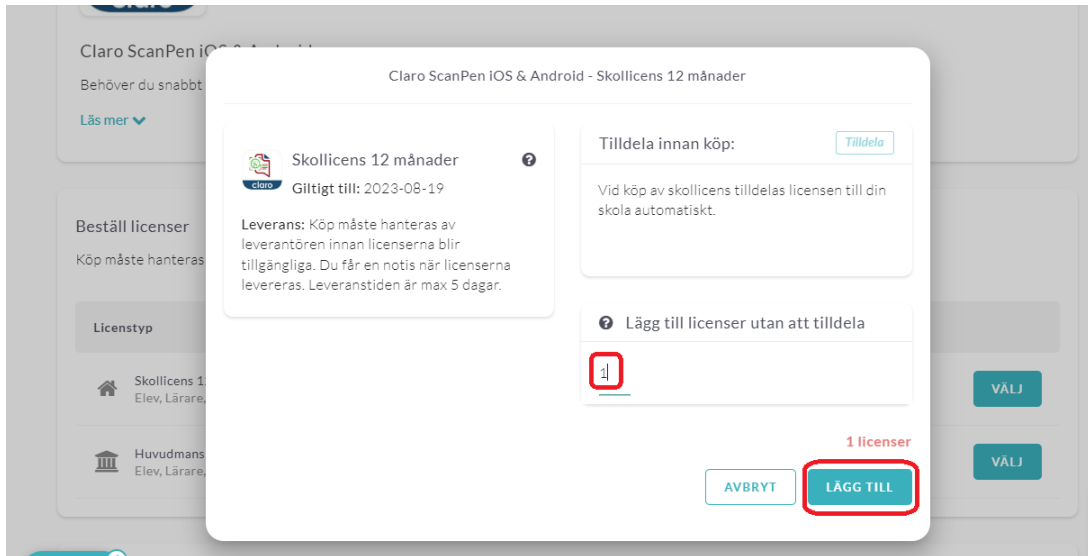 Claro ScanPen iO
Behöver du snabbt
Läs mer
Beställ licenser
Köp måste hanteras
Licenstyp
Skollicens 1
Elev, Lärare,
VÄLJ
Huvudmans
Elev, Lärare,
VÄLJ
Claro ScanPen iOS & Android - Skollicens 12 månader
claro
Skollicens 12 månader
Giltigt till: 2023-08-19
Leverans: Köp måste hanteras av
leverantören innan licenserna blir
tillgängliga. Du får en notis när licenserna
levereras. Leveranstiden är max 5 dagar.
Tilldela innan köp:
Tilldela
Vid köp av skollicens tilldelas licensen till din
skola automatiskt.
Lägg till licenser utan att tilldela
1
1 licenser
AVBRYT
LÄGG TILL